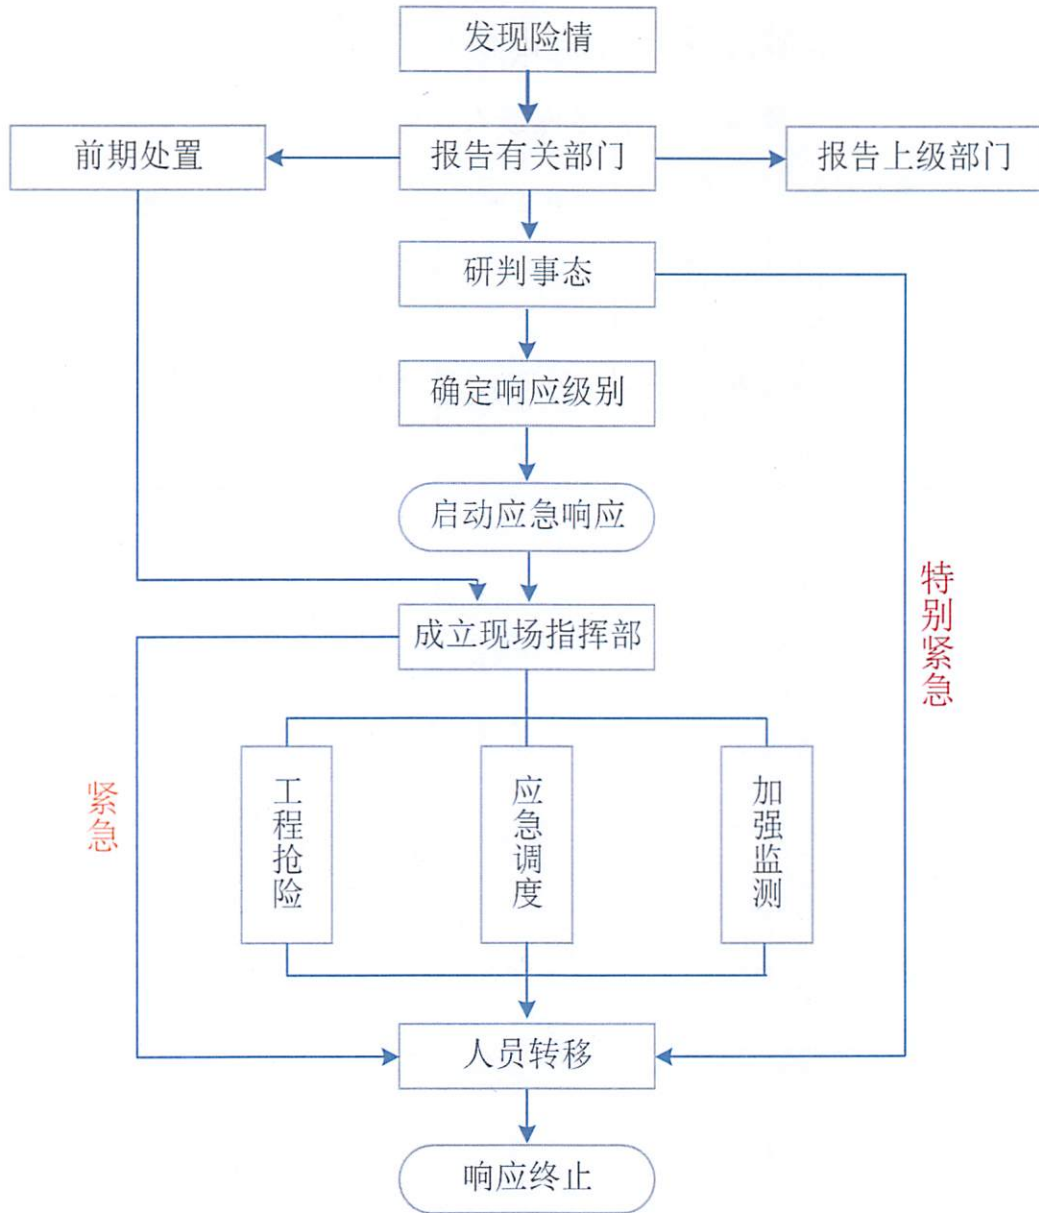 发现险情
前期处置
报告有关部门
报告上级部门
研判事态
确定响应级别
启动应急响应
特别紧急
成立现场指挥部
紧急
工程抢险
应急调度
加强监测
人员转移
响应终止